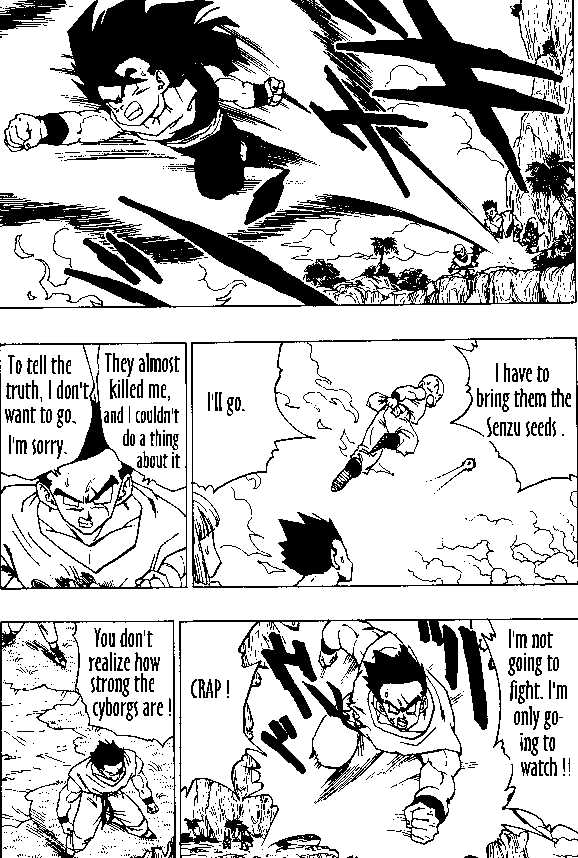 To tell the
truth, I don't
want to go.
I'm sorry.
They almost
killed me,
and I couldn't
do a thing
about it
I'll go.
I have to
bring them the
Senzu seeds .
You don't
realize how
strong the
cyborgs are !
CRAP !
I'm not
going to
fight. I'm
only go-
ing to
watch !!